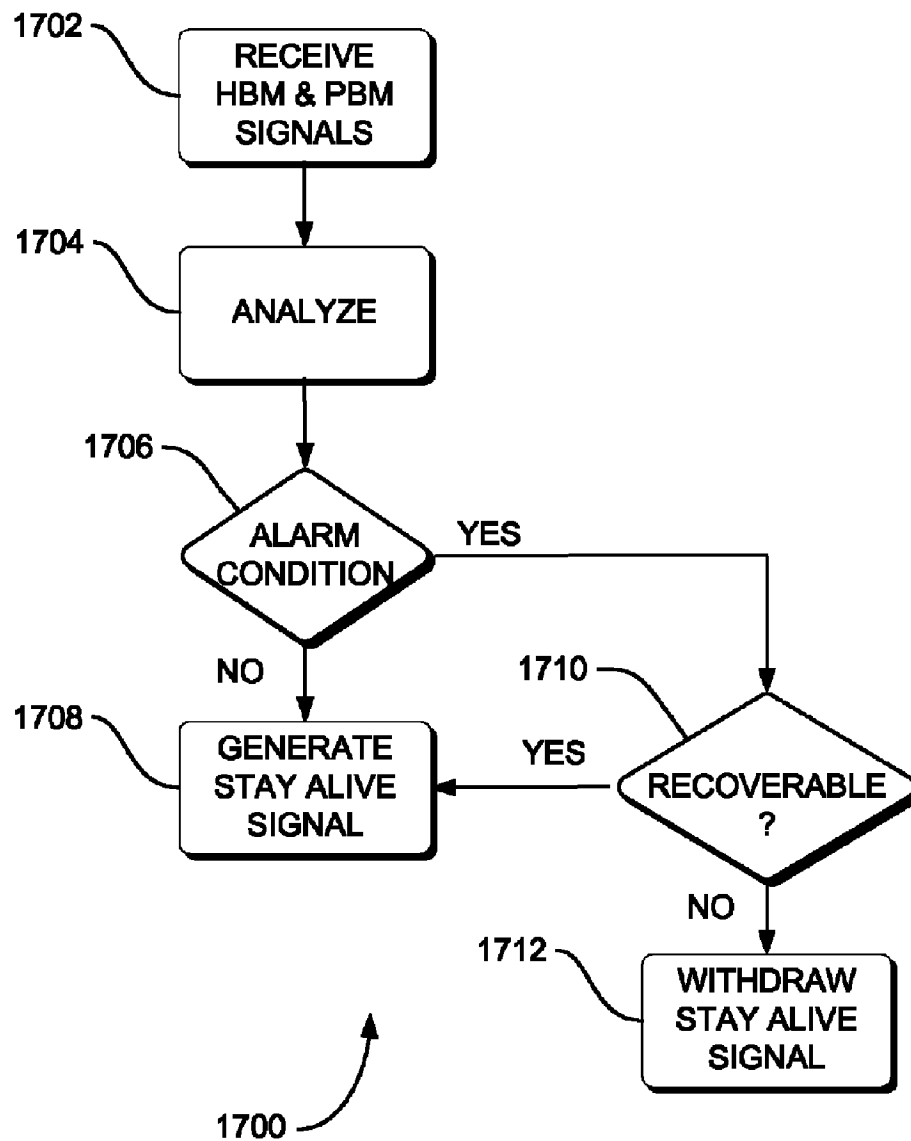 1702
RECEIVE
HBM & PBM
SIGNALS
1704
ANALYZE
1706
ALARM
CONDITION
YES
NO
1710
1708
GENERATE
STAY ALIVE
SIGNAL
YES
RECOVERABLE
?
NO
1712
WITHDRAW
STAY ALIVE
SIGNAL
1700